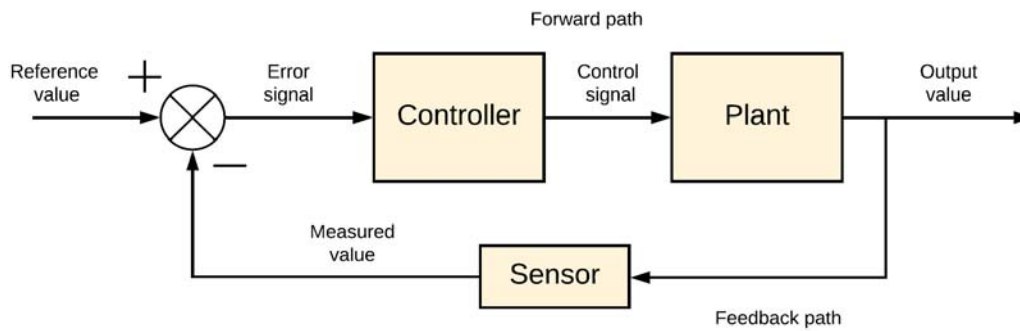 Forward path
Reference
value
+
Error
signal
Controller
Control
signal
Plant
Output
value
−
Measured
value
Sensor
Feedback path